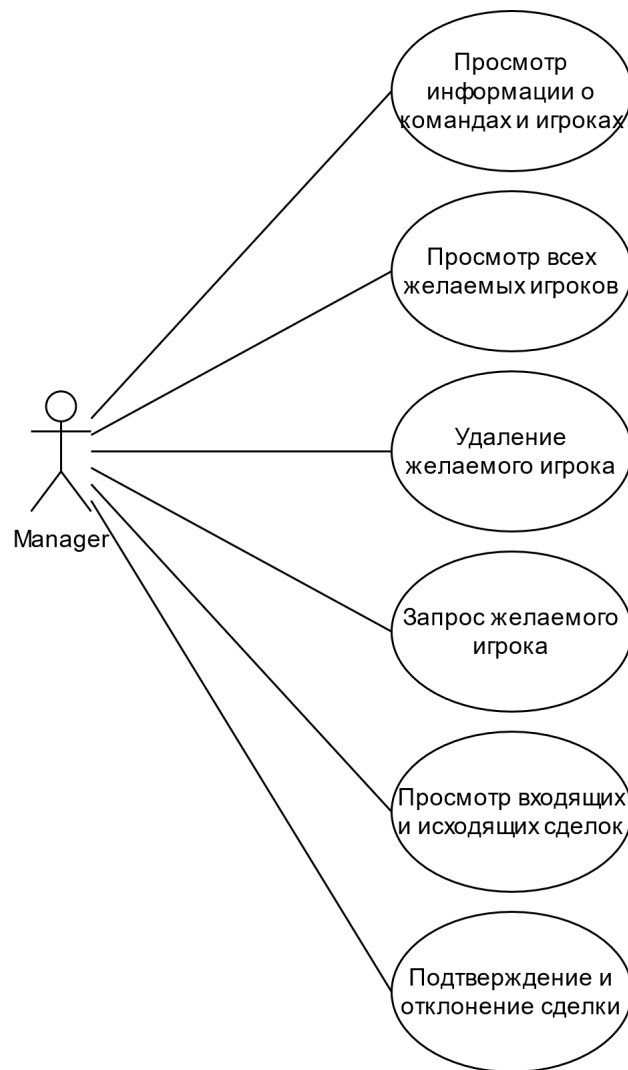 Просмотр
информации о
командах и игроках
Просмотр всех
желаемых игроков
Удаление
желаемого игрока
Manager
Запрос желаемого
игрока
Просмотр входящих
и исходящих сделок
Подтверждение и
отклонение сделки